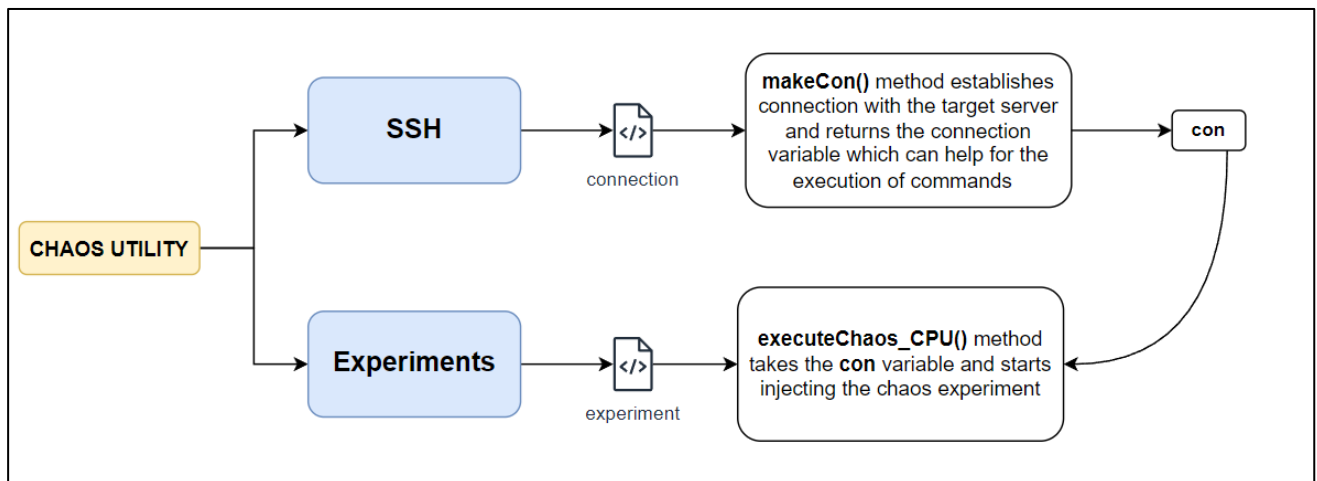 CHAOS UTILITY
SSH
connection
makeCon() method establishes
connection with the target server
and returns the connection
variable which can help for the
execution of commands
con
Experiments
experiment
executeChaos_CPU() method
takes the con variable and starts
injecting the chaos experiment